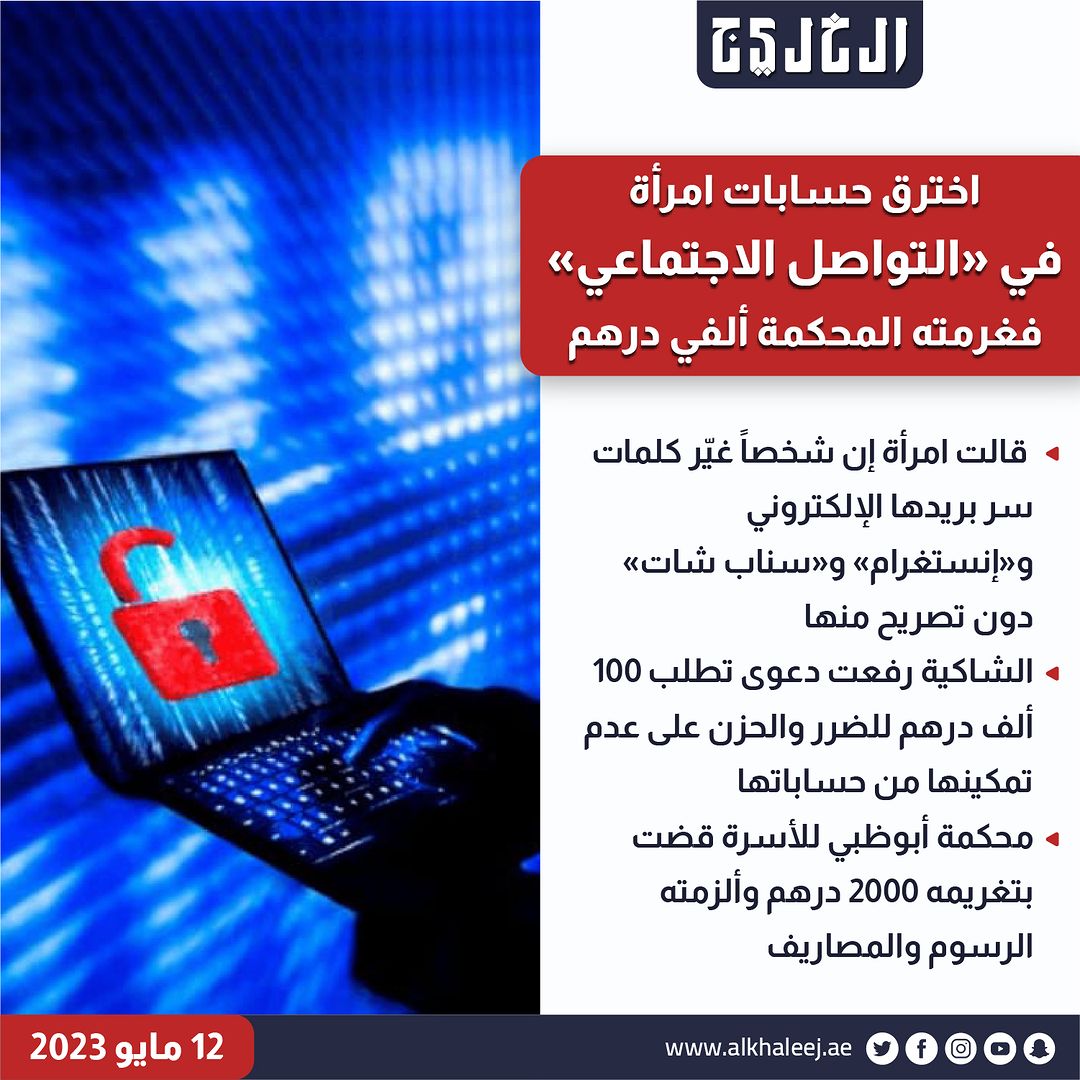 الخليج
اخترق حسابات امرأة
في «التواصل الاجتماعي»
فغرمته المحكمة ألفي درهم
قالت امرأة إن شخصاً غيّر كلمات
سر بريدها الإلكتروني
و«إنستغرام» و«سناب شات»
دون تصريح منها
الشاكية رفعت دعوى تطلب 100
ألف درهم للضرر والحزن على عدم
تمكينها من حساباتها
محكمة أبوظبي للأسرة قضت
بتغريمه 2000 درهم وألزمته
الرسوم والمصاريف
12 مايو 2023
www.alkhaleej.ae